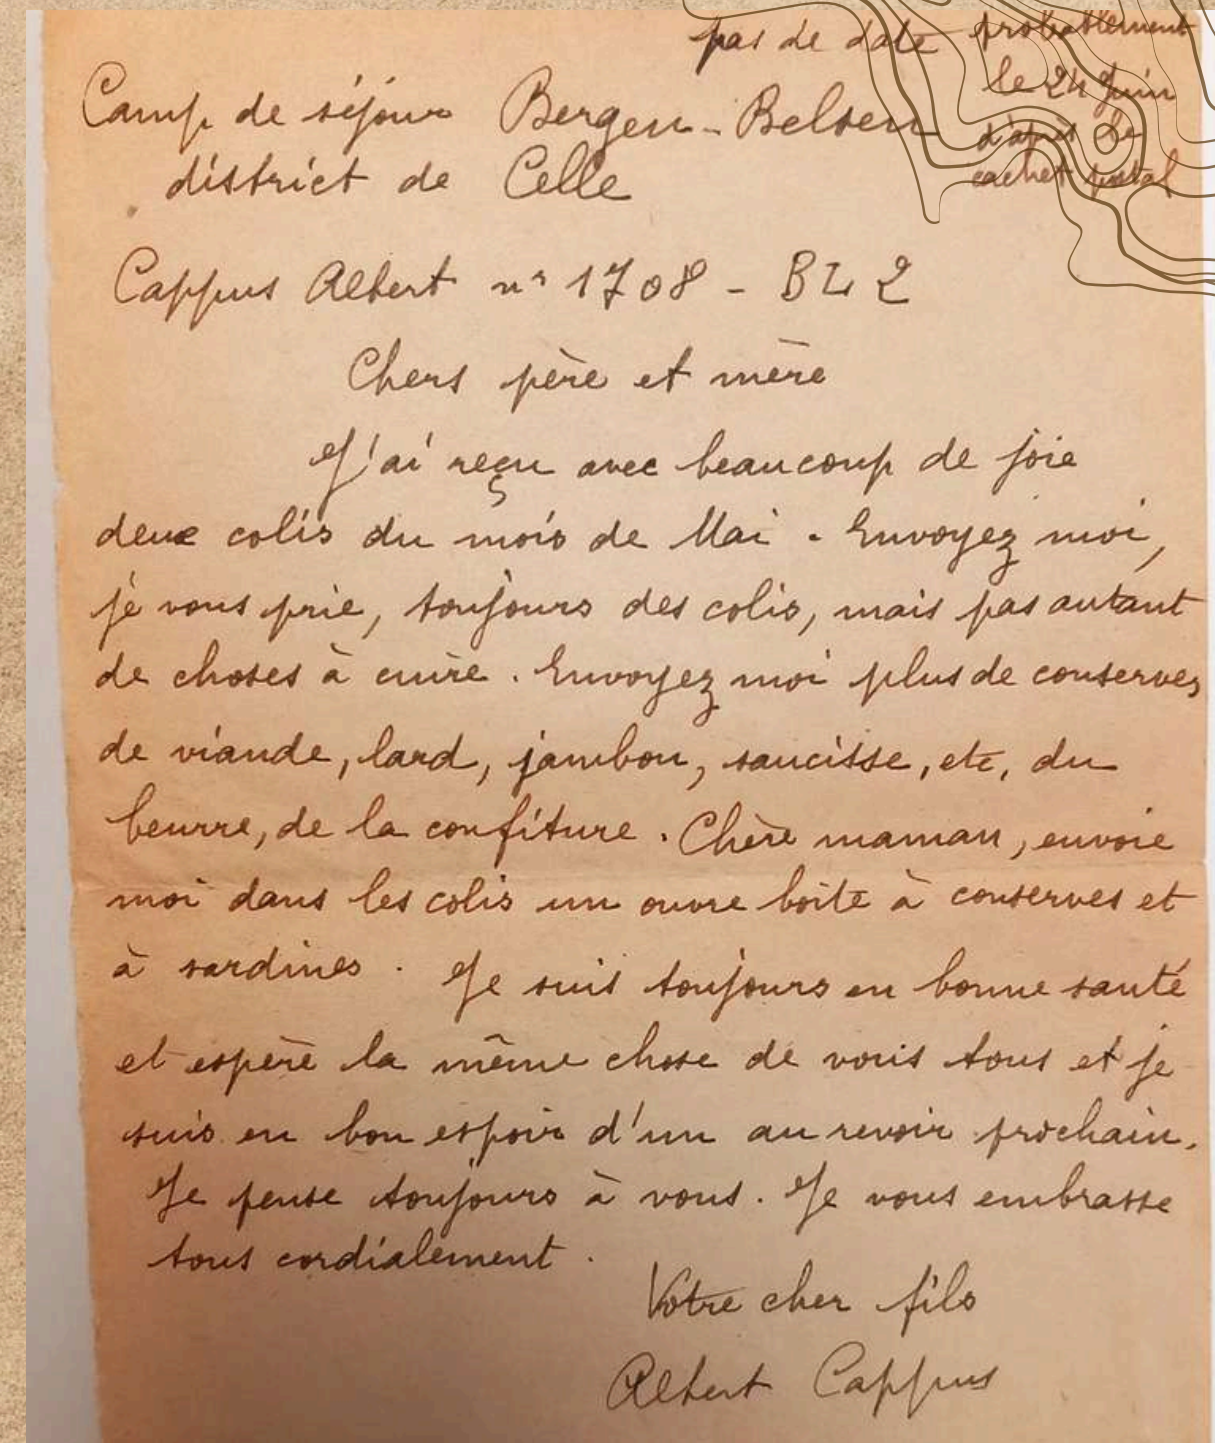 pas de date probablement
le 24 Juin
d'après le
cachet postal
Camp de séjour Bergen-Belsen
district de Celle
Cappus Albert n° 1708 - BL 2
Chers père et mère
J'ai reçu avec beaucoup de joie
deux colis du mois de Mai. Envoyez moi,
je vous prie, toujours des colis, mais pas autant
de choses à cuire. Envoyez moi plus de conserves
de viande, lard, jambon, saucisse, etc, du
beurre, de la confiture. Chère maman, envoie
moi dans les colis un ouvre boîte à conserves et
à sardines. Je suis toujours en bonne santé
et espère la même chose de vous tous et je
suis en bon espoir d'un au revoir prochain.
Je pense toujours à vous. Je vous embrasse
tous cordialement.
Votre cher fils
Albert Cappus